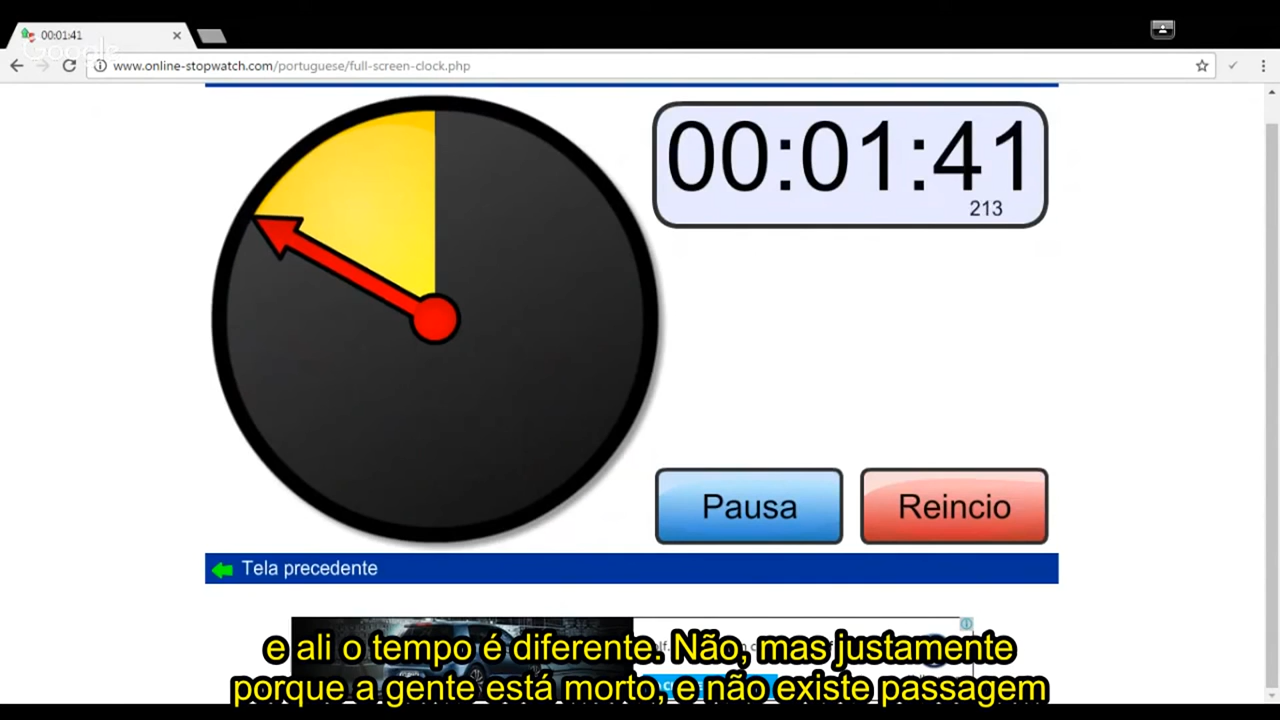 00:01:41
Google
www.online-stopwatch.com/portuguese/full-screen-clock.php
00:01:41
213
Pausa
Reincio
Tela precedente
e ali o tempo é diferente. Não, mas justamente
porque a gente está morto, e não existe passagem